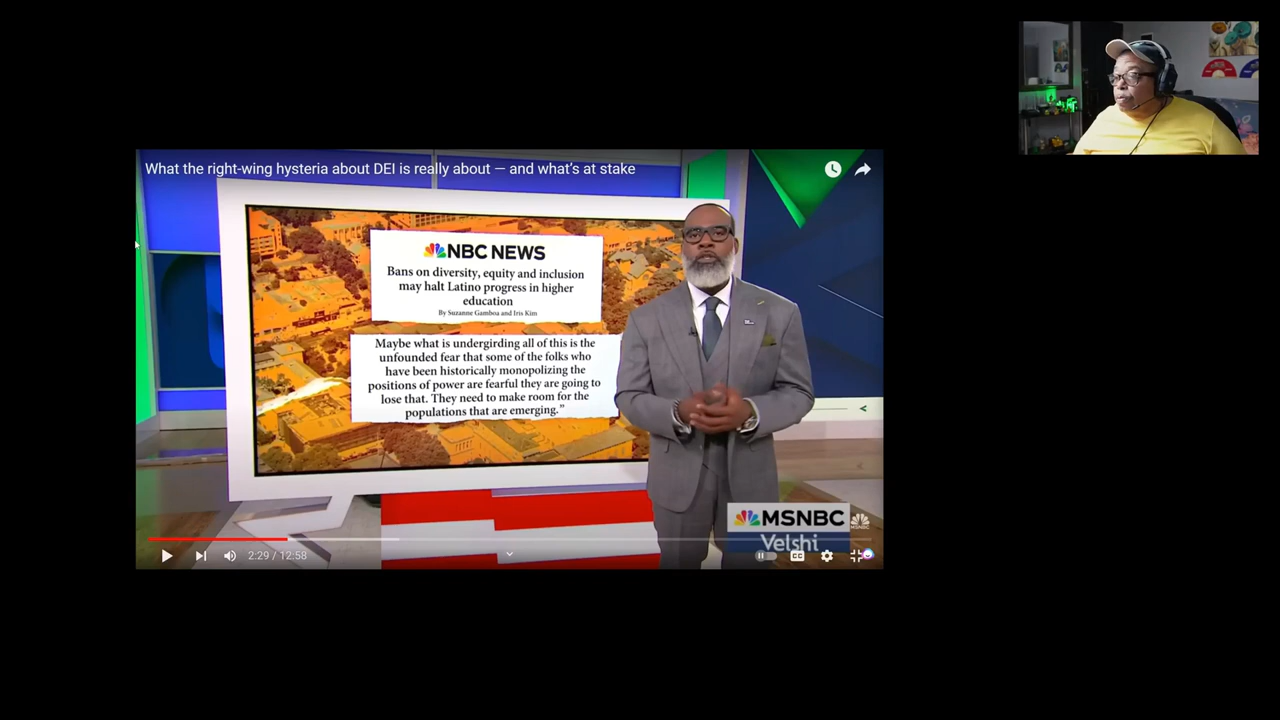 What the right-wing hysteria about DEI is really about — and what's at stake
NBC NEWS
Bans on diversity, equity and inclusion
may halt Latino progress in higher
education
By Suzanne Gamboa and Iris Kim
Maybe what is undergirding all of this is the
unfounded fear that some of the folks who
have been historically monopolizing the
positions of power are fearful they are going to
lose that. They need to make room for the
populations that are emerging.”
MSNBC
Velshi
2:29 / 12:58
CC